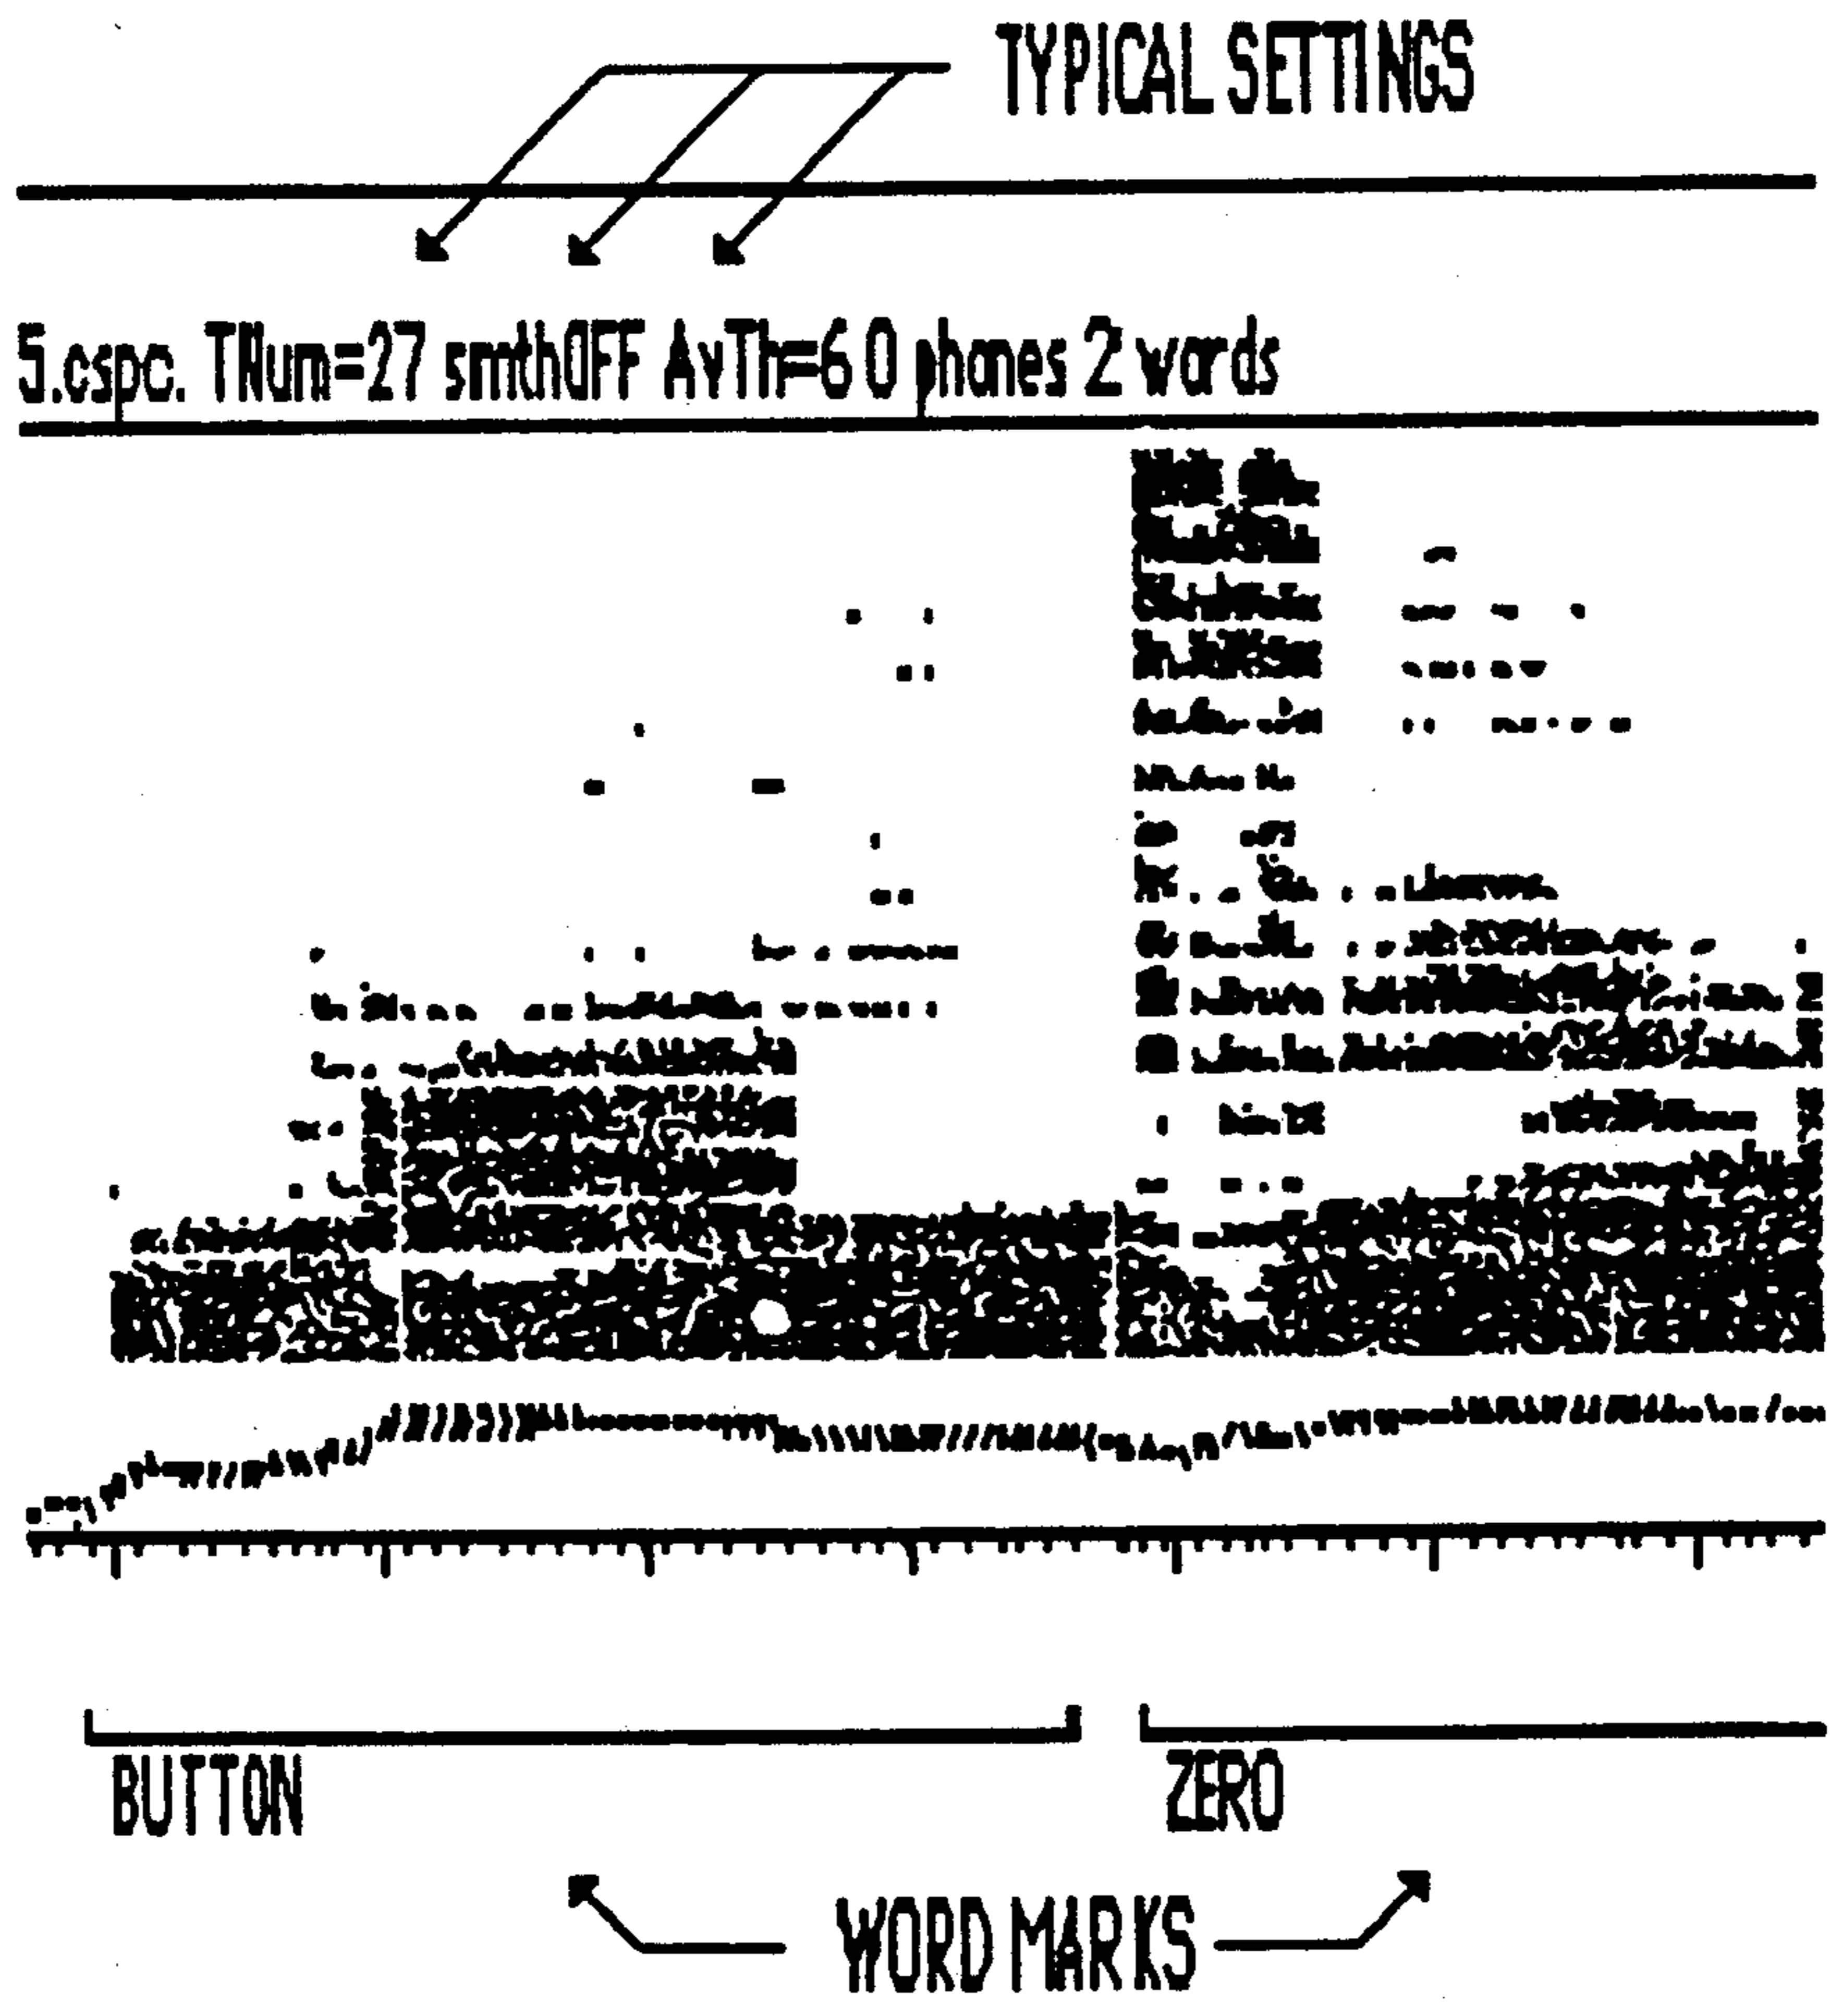 TYPICAL SETTINGS
5.cspc. TNum=27 smthOFF AvTh=6 0 phones 2 words
BUTTON
ZERO
WORD MARKS